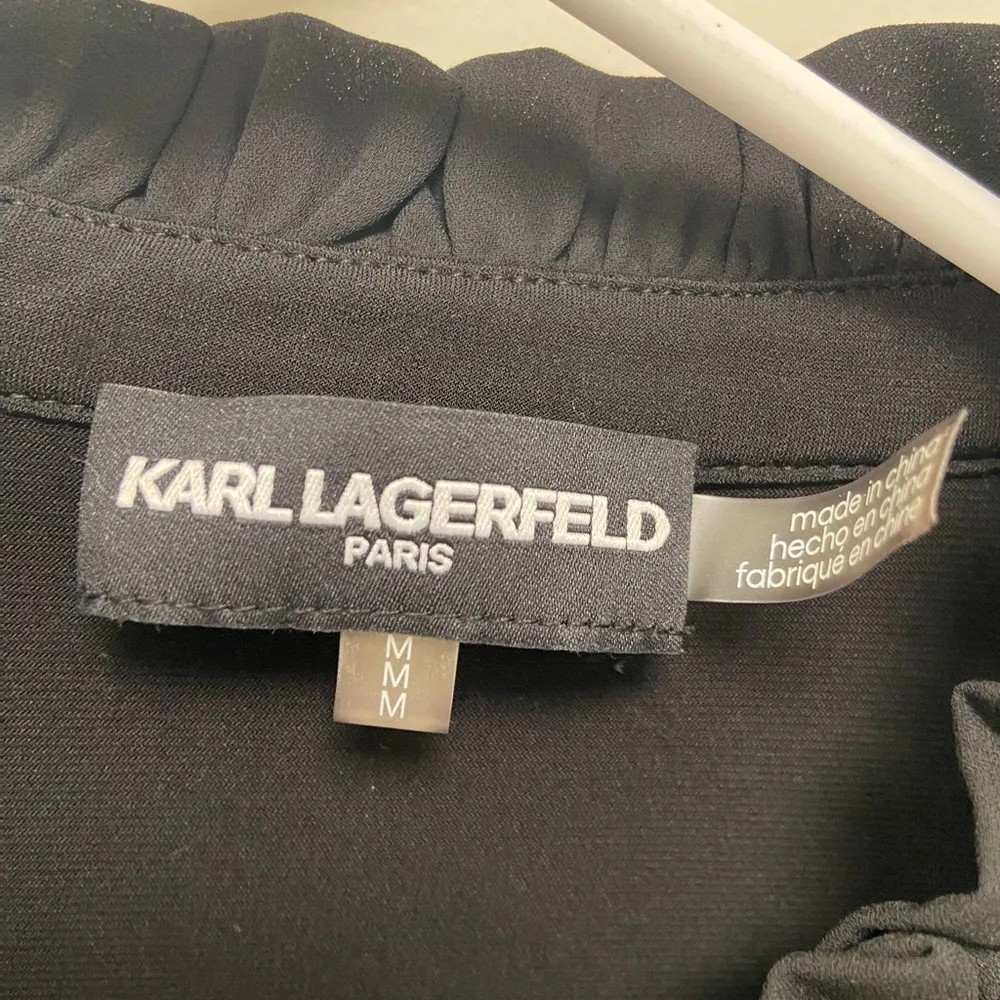 KARL LAGERFELD
PARIS
made in china
hecho en china
fabriqué en chine
M
M
M